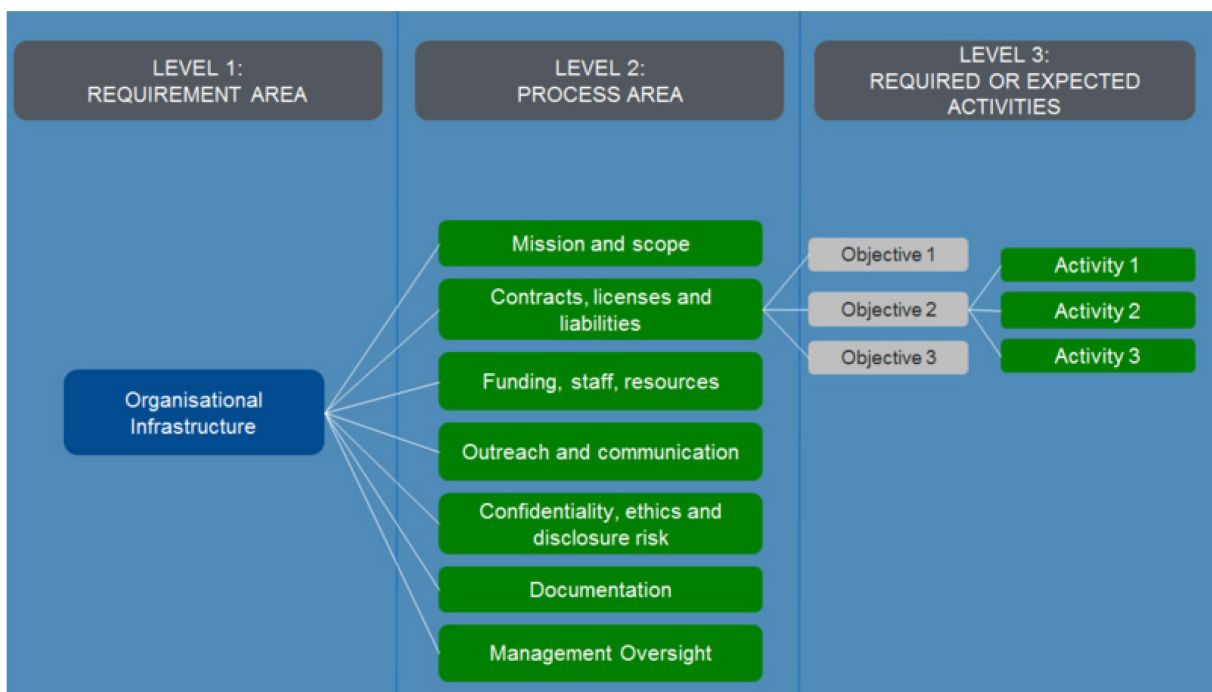 LEVEL 1:
REQUIREMENT AREA
LEVEL 2:
PROCESS AREA
LEVEL 3:
REQUIRED OR EXPECTED
ACTIVITIES
Organisational
Infrastructure
Mission and scope
Contracts, licenses and
liabilities
Funding, staff, resources
Outreach and communication
Confidentiality, ethics and
disclosure risk
Documentation
Management Oversight
Objective 1
Objective 2
Objective 3
Activity 1
Activity 2
Activity 3